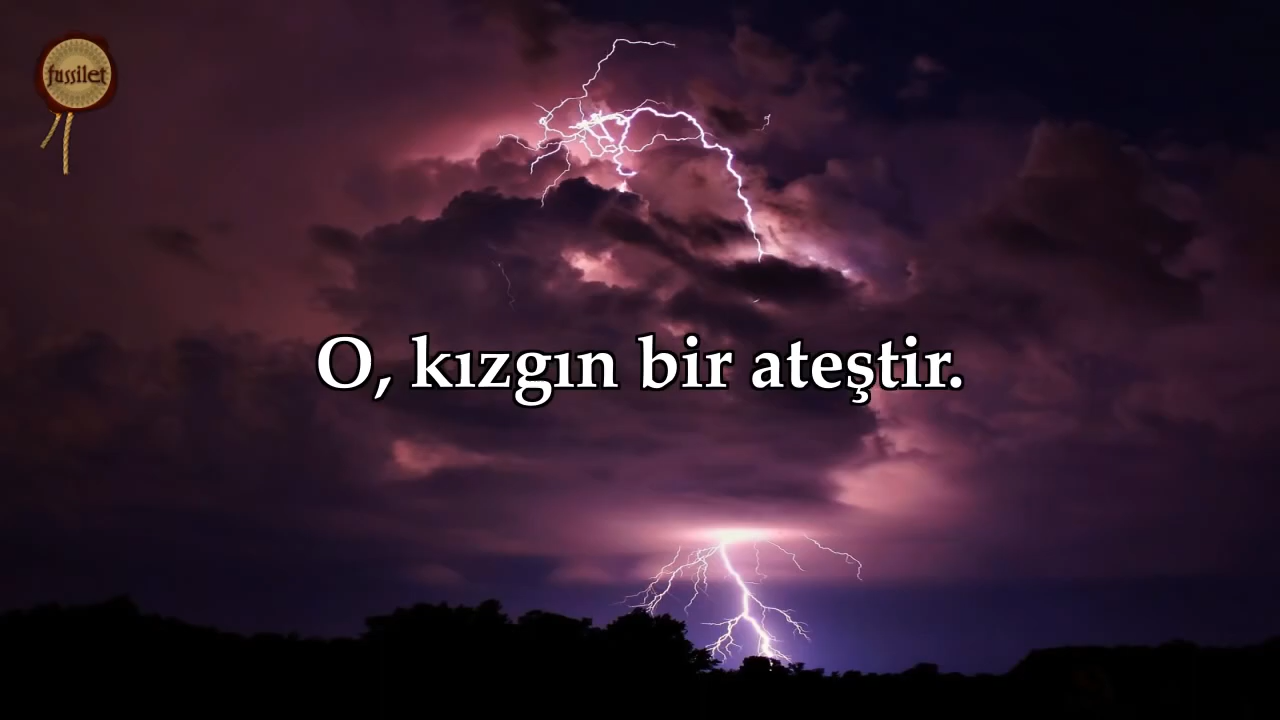 fussilet
O, kızgın bir ateştir.